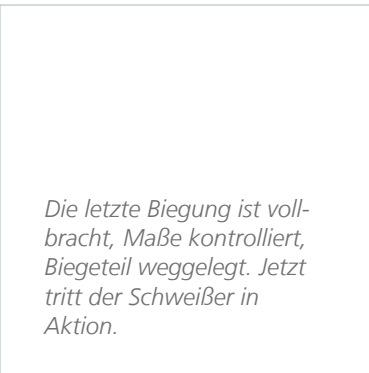 Die letzte Biegung ist voll-
bracht, Maße kontrolliert,
Biegeteil weggelegt. Jetzt
tritt der Schweißer in
Aktion.